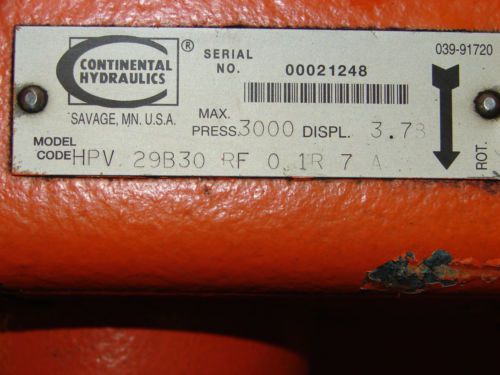 CONTINENTAL ®
HYDRAULICS
SAVAGE, MN. U.S.A.
SERIAL
NO. 00021248
039-91720
MAX.
PRESS. 3000 DISPL. 3.78
MODEL
CODE HPV 29B30 RF 0 1R 7 A
ROT.